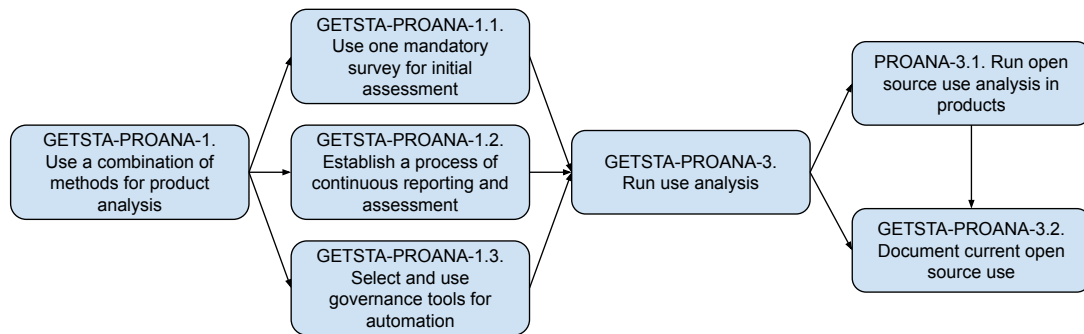 GETSTA-PROANA-1.
Use a combination of
methods for product
analysis
GETSTA-PROANA-1.1.
Use one mandatory
survey for initial
assessment
GETSTA-PROANA-1.2.
Establish a process of
continuous reporting and
assessment
GETSTA-PROANA-1.3.
Select and use
governance tools for
automation
GETSTA-PROANA-3.
Run use analysis
PROANA-3.1. Run open
source use analysis in
products
GETSTA-PROANA-3.2.
Document current open
source use